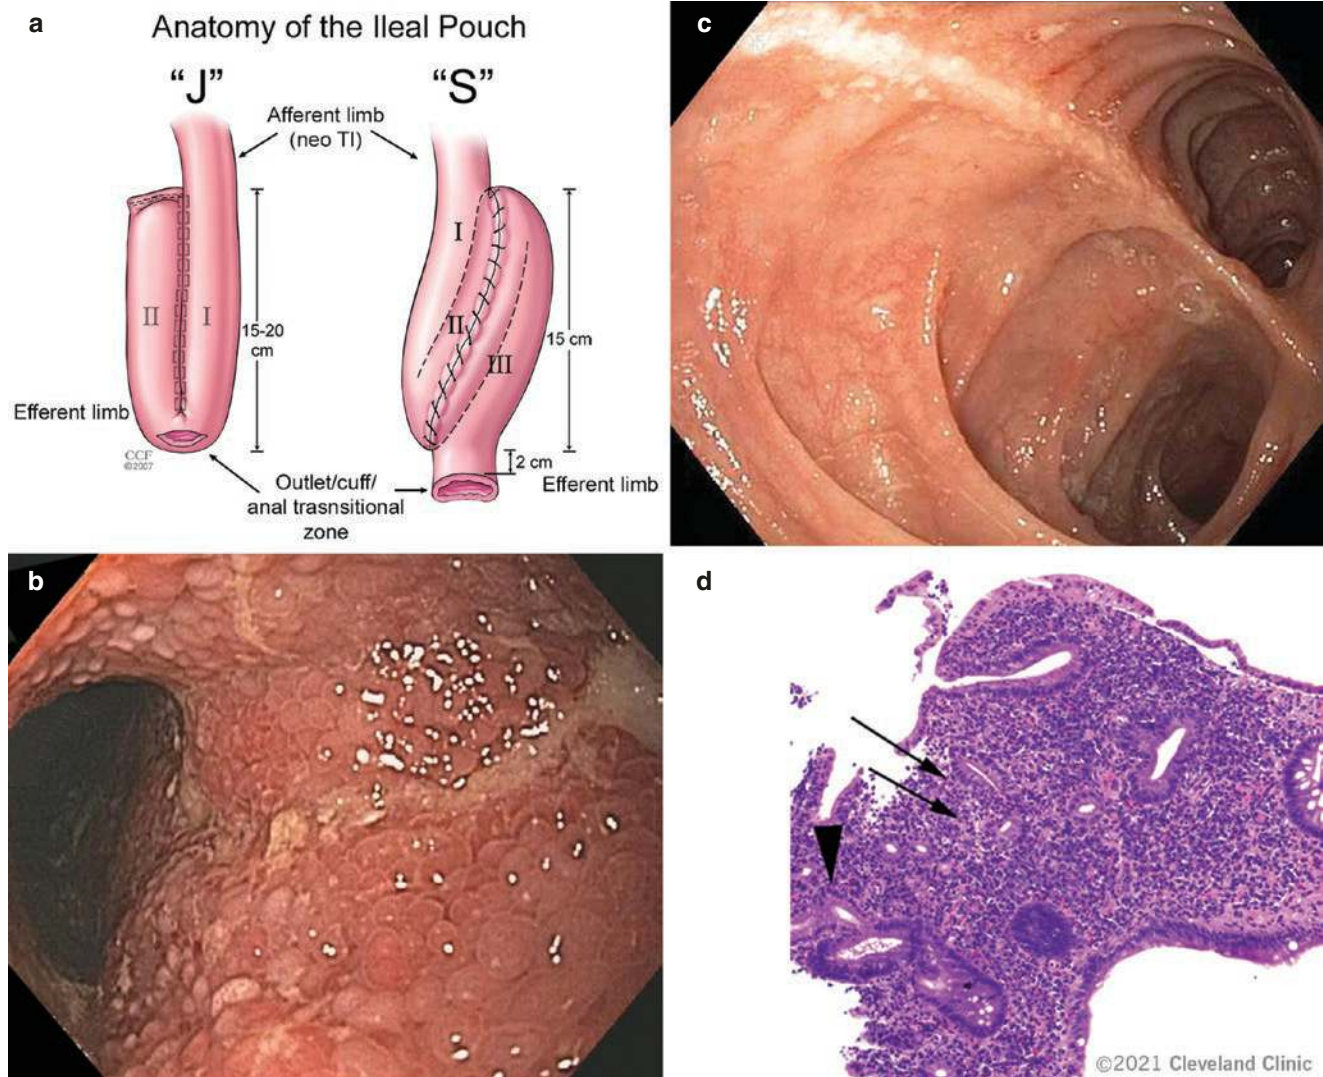 a
Anatomy of the Ileal Pouch
“J”
“S”
Afferent limb
(neo TI)
I
II
I
II
III
15-20
cm
15 cm
Efferent limb
CCF
©2007
2 cm
Efferent limb
Outlet/cuff/
anal trasnsitional
zone
c
b
d
©2021 Cleveland Clinic